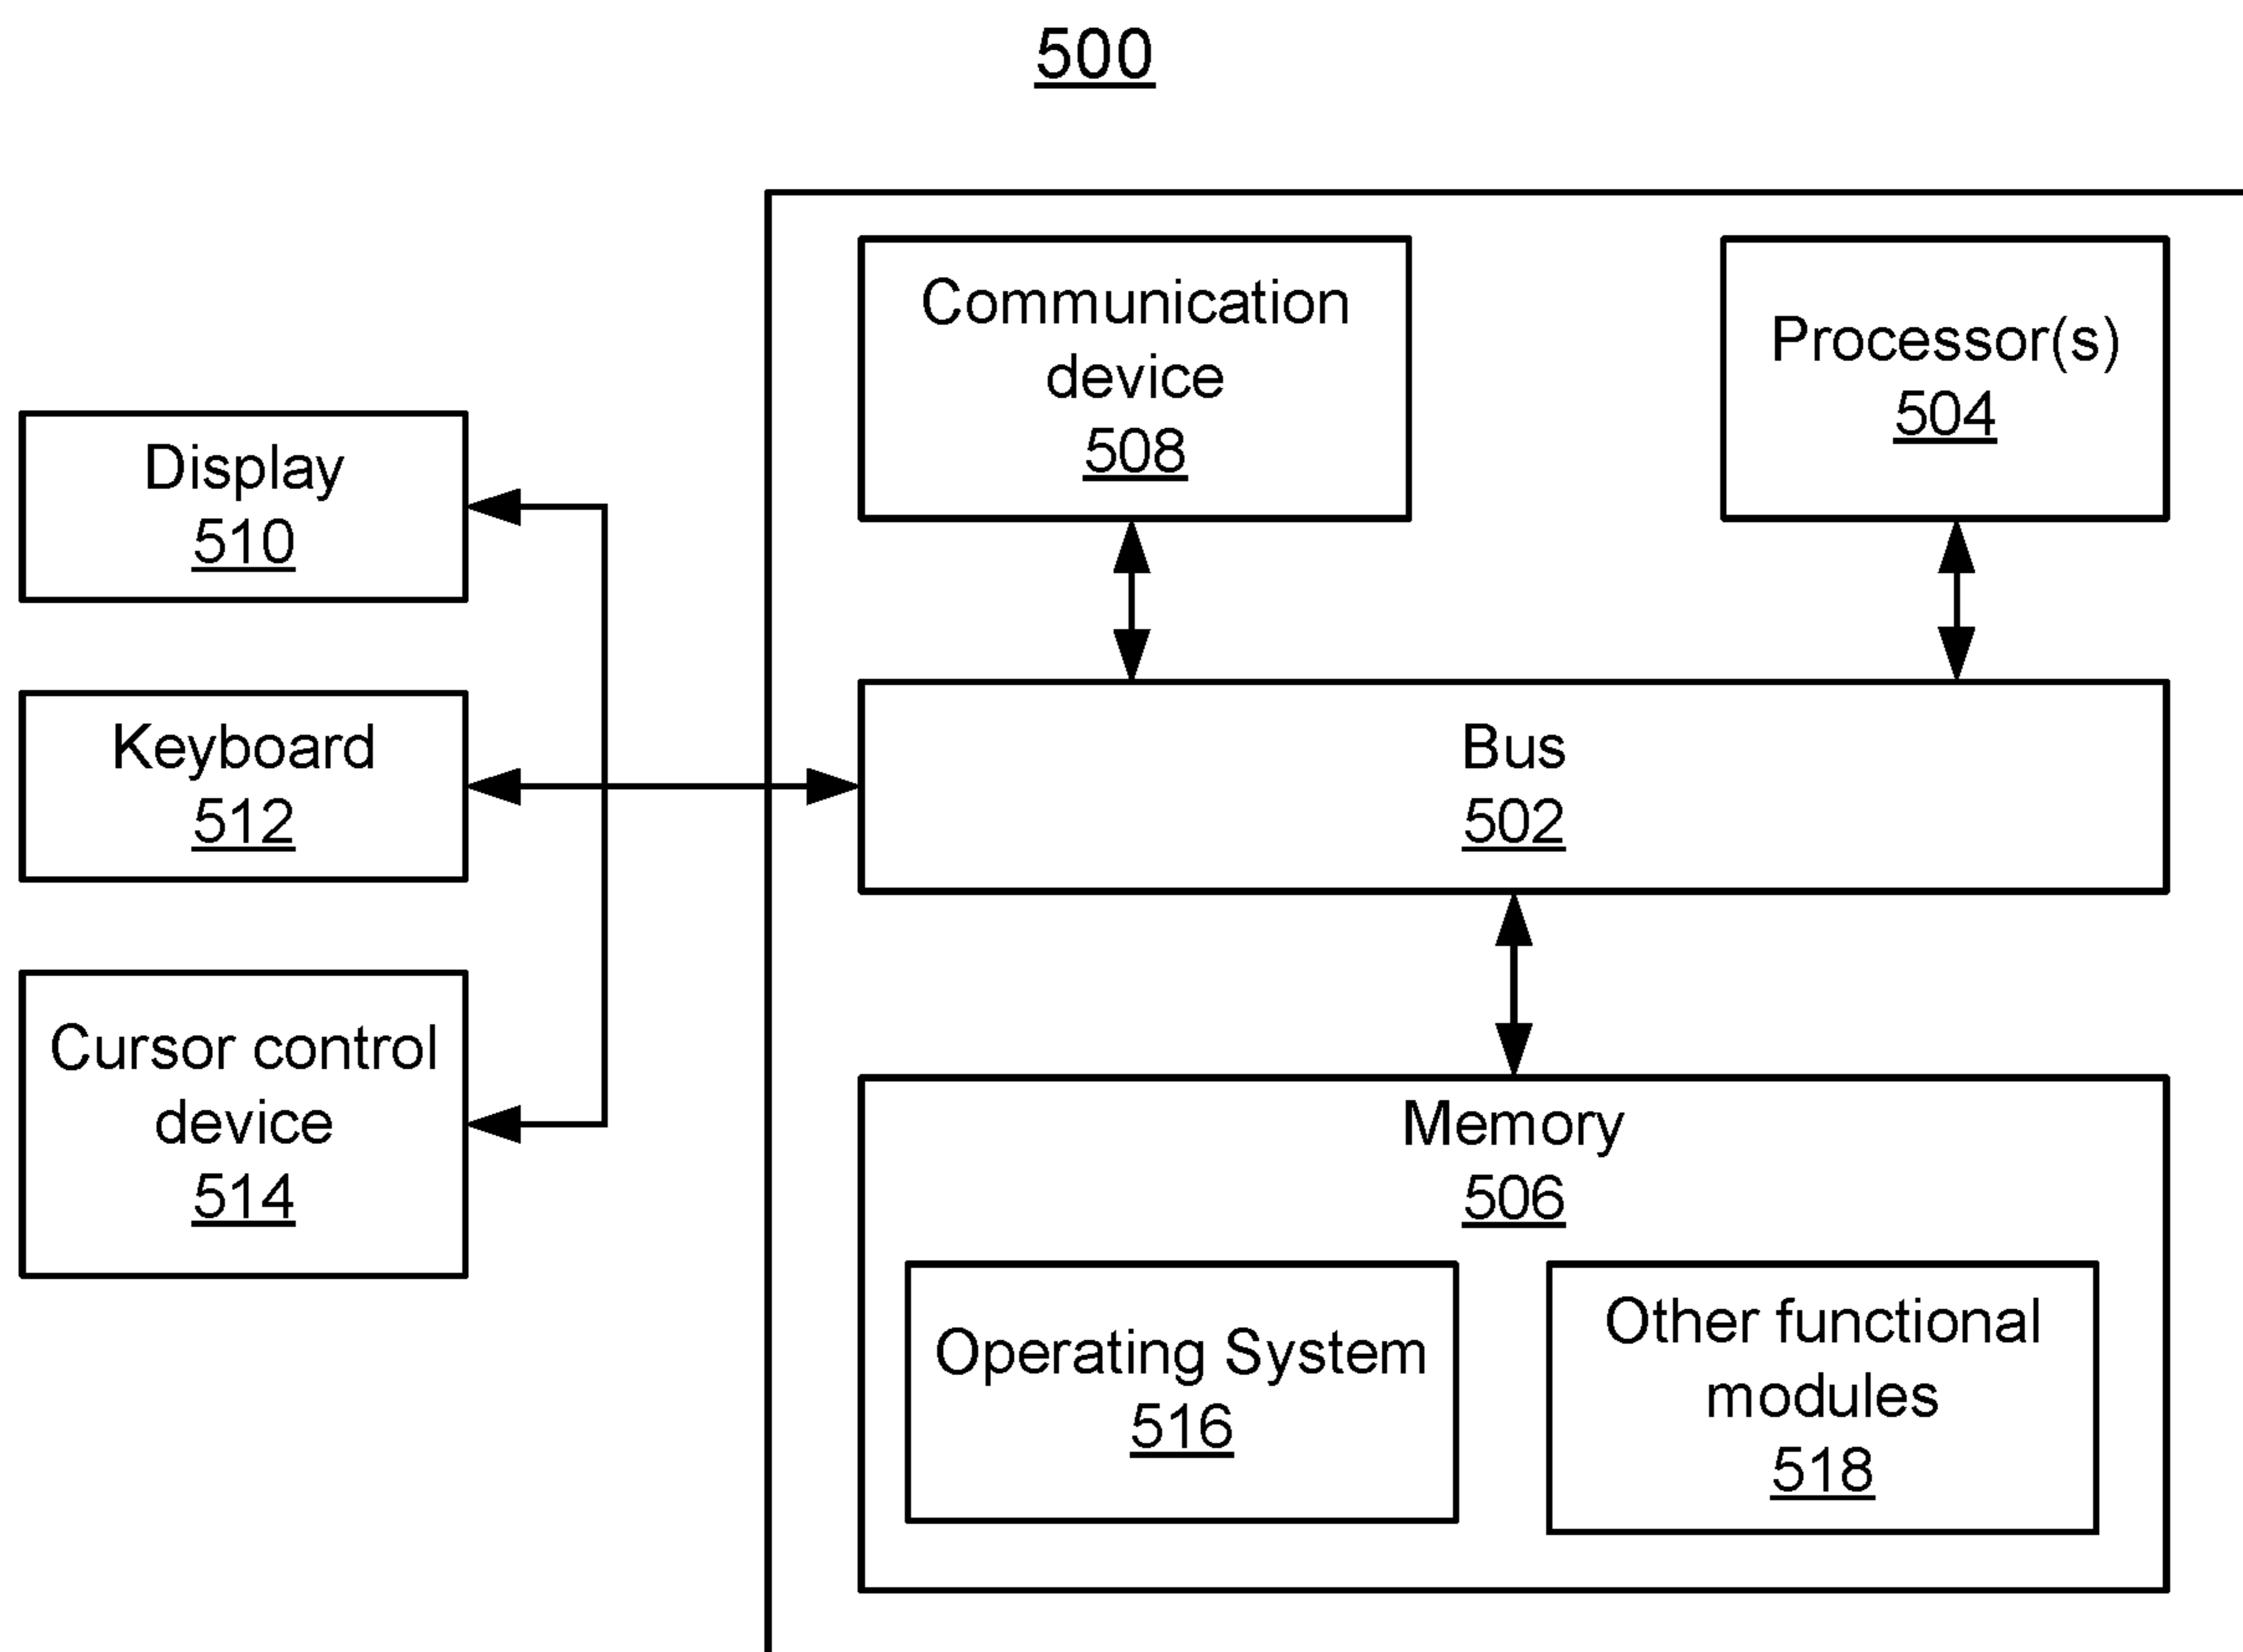 500
Communication
device
508
Processor(s)
504
Display
510
Keyboard
512
Cursor control
device
514
Bus
502
Memory
506
Operating System
516
Other functional
modules
518